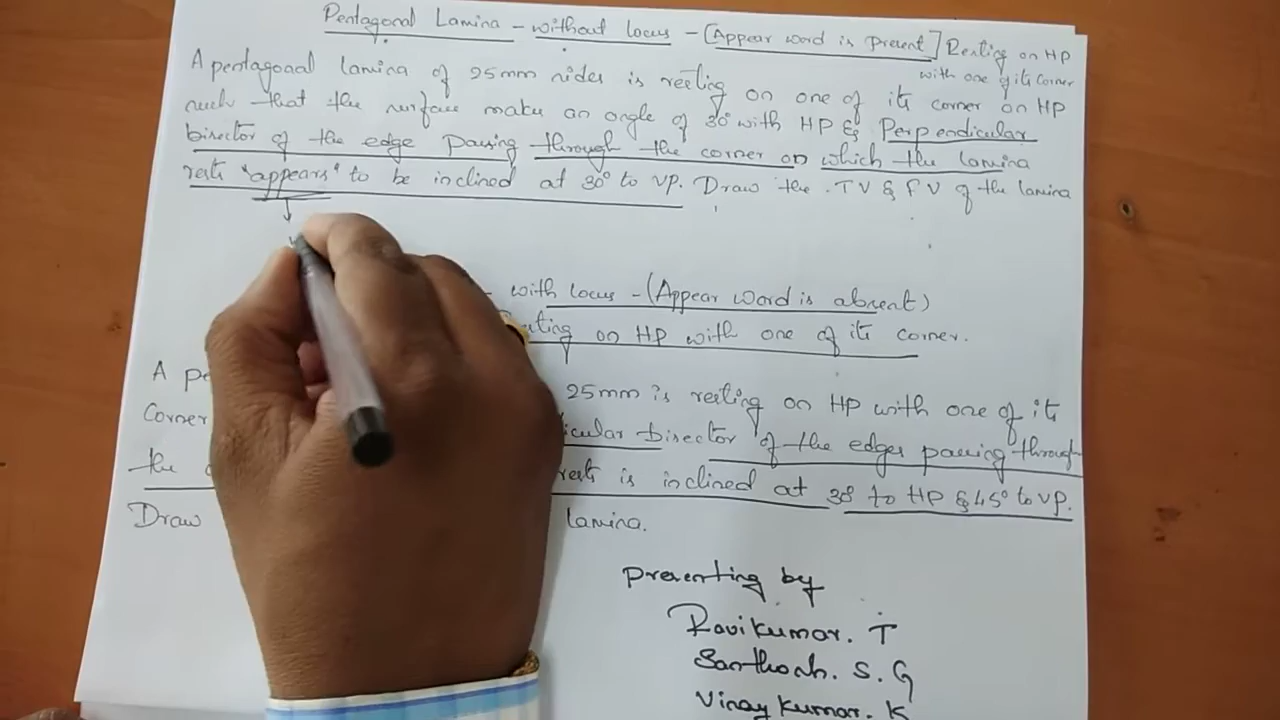 Pentagonal Lamina - without locus - [Appear word is Present] Resting on HP
with one of its corner
A pentagonal lamina of 25mm sides is resting on one of its corner on HP
such that the surface makes an angle of 30° with HP & Perpendicular
bisector of the edge passing through the corner on which the lamina
rests "appears" to be inclined at 30° to VP. Draw the TV & FV of the lamina
- with locus - (Appear word is absent)
on HP with one of its corner.
A 25mm is resting on HP with one of its
Corner bisector of the edges passing through
the rests is inclined at 30° to HP & 45° to VP.
Draw lamina.
Presenting by
Ravikumar. T
Santhosh. S. G
Vinay Kumar. K